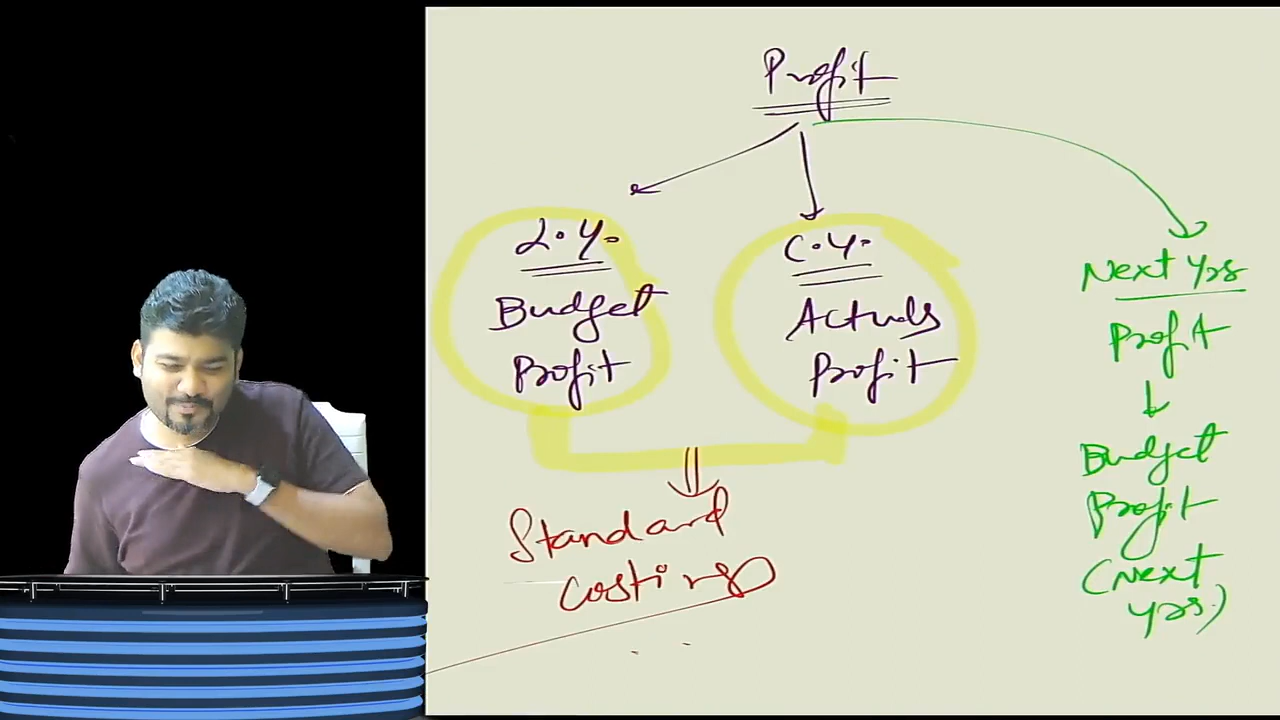 Profit
L.Y.
Budget
Profit
C.Y.
Actuals
Profit
Next Yrs
Profit
Budget
Profit
(Next
yrs.)
Standard
Costing